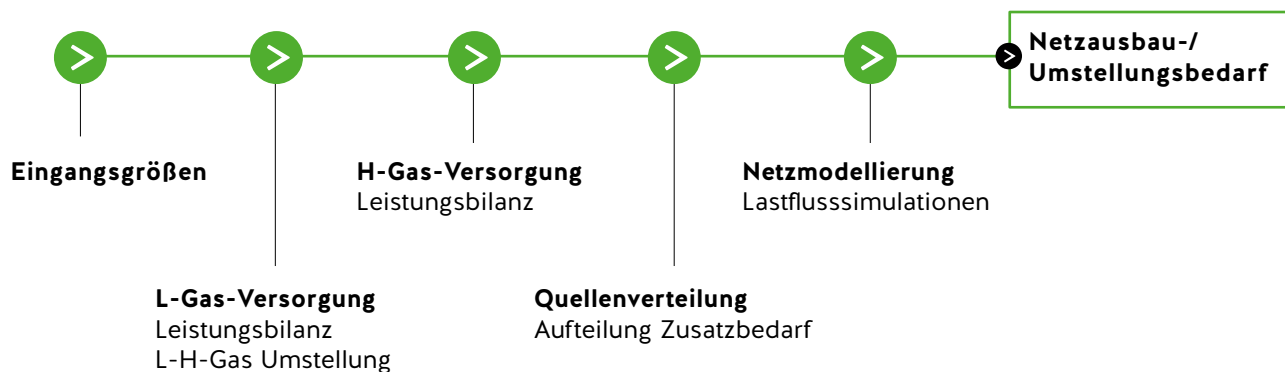 Netzausbau-/
Umstellungsbedarf
Eingangsgrößen
H-Gas-Versorgung
Leistungsbilanz
Netzmodellierung
Lastflusssimulationen
L-Gas-Versorgung
Leistungsbilanz
L-H-Gas Umstellung
Quellenverteilung
Aufteilung Zusatzbedarf